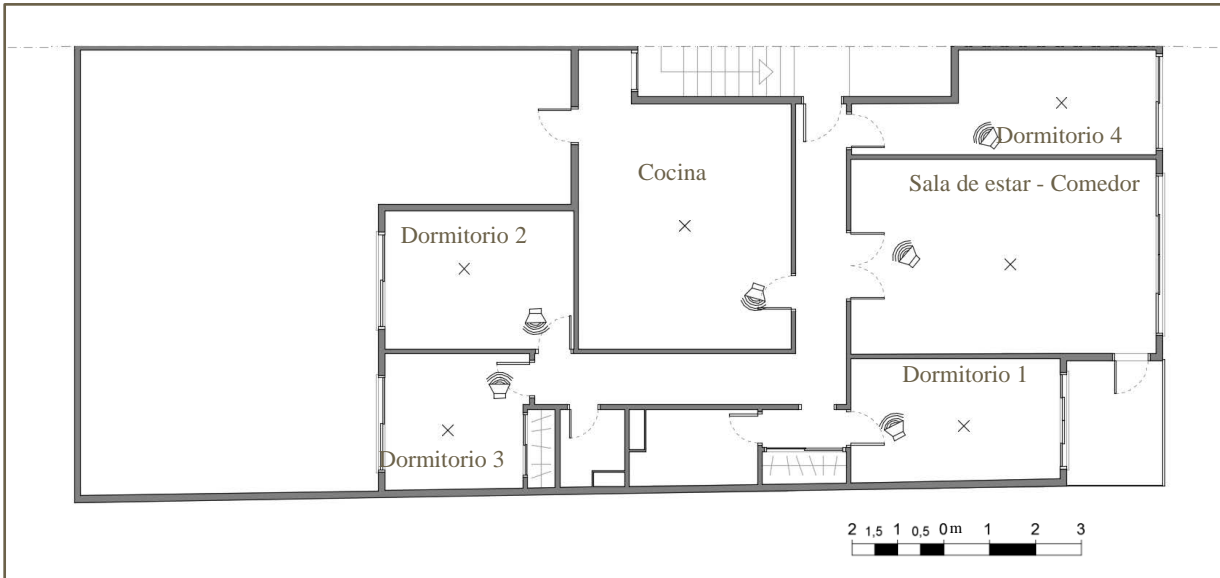 Dormitorio 4
Cocina
Sala de estar - Comedor
Dormitorio 2
Dormitorio 1
Dormitorio 3
2 1,5 1 0,5 0 m 1 2 3